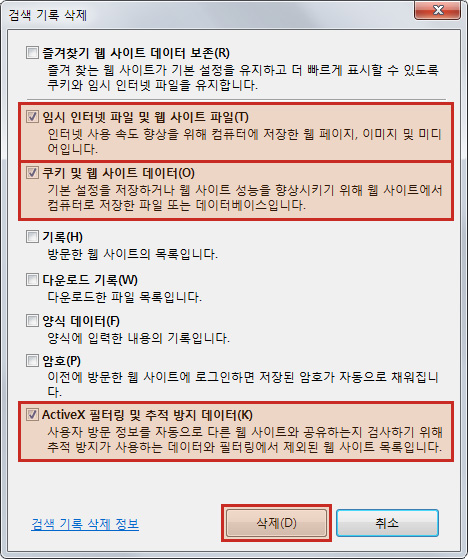 검색 기록 삭제
즐겨찾기 웹 사이트 데이터 보존(R)
즐겨 찾는 웹 사이트가 기본 설정을 유지하고 더 빠르게 표시할 수 있도록
쿠키와 임시 인터넷 파일을 유지합니다.
임시 인터넷 파일 및 웹 사이트 파일(T)
인터넷 사용 속도 향상을 위해 컴퓨터에 저장한 웹 페이지, 이미지 및 미디
어입니다.
쿠키 및 웹 사이트 데이터(O)
기본 설정을 저장하거나 웹 사이트 성능을 향상시키기 위해 웹 사이트에서
컴퓨터로 저장한 파일 또는 데이터베이스입니다.
기록(H)
방문한 웹 사이트의 목록입니다.
다운로드 기록(W)
다운로드한 파일 목록입니다.
양식 데이터(F)
양식에 입력한 내용의 기록입니다.
암호(P)
이전에 방문한 웹 사이트에 로그인하면 저장된 암호가 자동으로 채워집니
다.
ActiveX 필터링 및 추적 방지 데이터(K)
사용자 방문 정보를 자동으로 다른 웹 사이트와 공유하는지 검사하기 위해
추적 방지가 사용하는 데이터와 필터링에서 제외된 웹 사이트 목록입니다.
검색 기록 삭제 정보
삭제(D)
취소